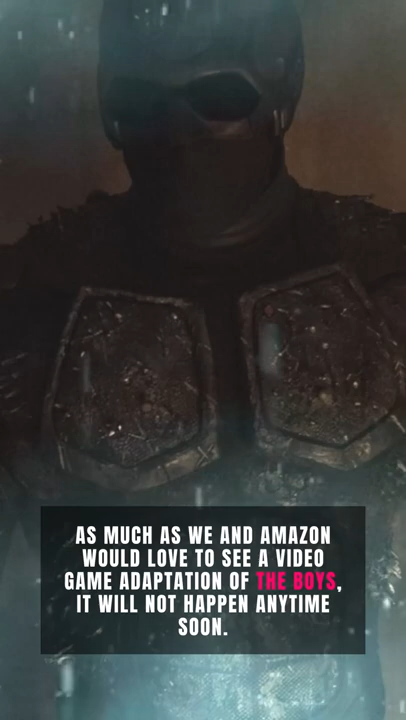 AS MUCH AS WE AND AMAZON
WOULD LOVE TO SEE A VIDEO
GAME ADAPTATION OF THE BOYS,
IT WILL NOT HAPPEN ANYTIME
SOON.